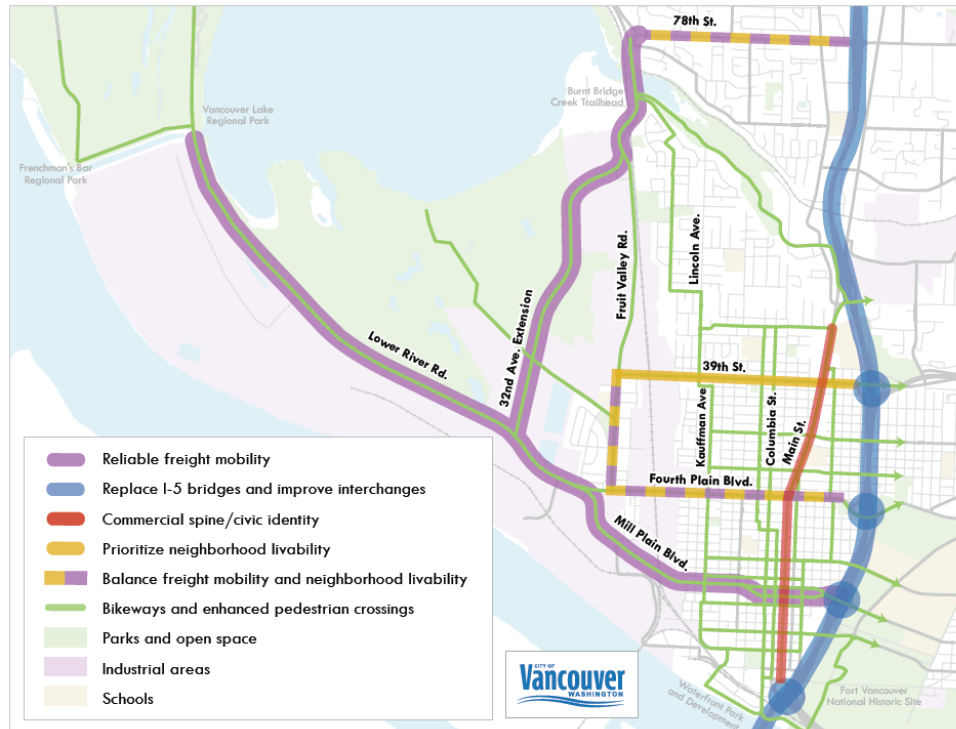 78th St.
Burnt Bridge
Creek Trailhead
Vancouver Lake
Regional Park
Frenchman's Bar
Regional Park
Fruit Valley Rd.
Lincoln Ave.
32nd Ave. Extension
Lower River Rd.
39th St.
Kauffman Ave
Columbia St.
Main St.
Fourth Plain Blvd.
Mill Plain Blvd.
Reliable freight mobility
Replace I-5 bridges and improve interchanges
Commercial spine/civic identity
Prioritize neighborhood livability
Balance freight mobility and neighborhood livability
Bikeways and enhanced pedestrian crossings
Parks and open space
Industrial areas
Schools
CITY OF
Vancouver
WASHINGTON
Waterfront Park
and Development
Fort Vancouver
National Historic Site